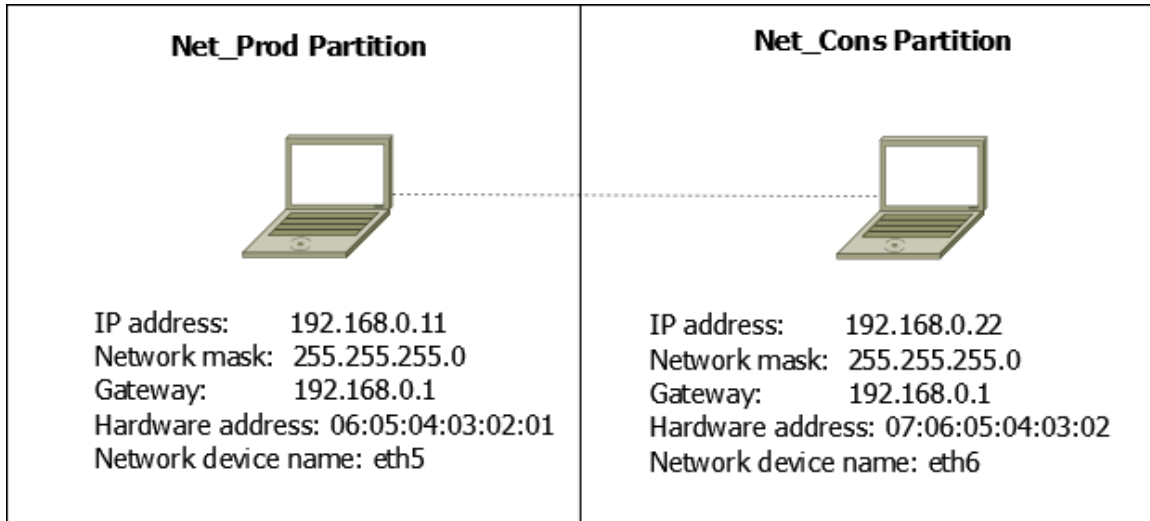 Net_Prod Partition
IP address: 192.168.0.11
Network mask: 255.255.255.0
Gateway: 192.168.0.1
Hardware address: 06:05:04:03:02:01
Network device name: eth5
Net_Cons Partition
IP address: 192.168.0.22
Network mask: 255.255.255.0
Gateway: 192.168.0.1
Hardware address: 07:06:05:04:03:02
Network device name: eth6